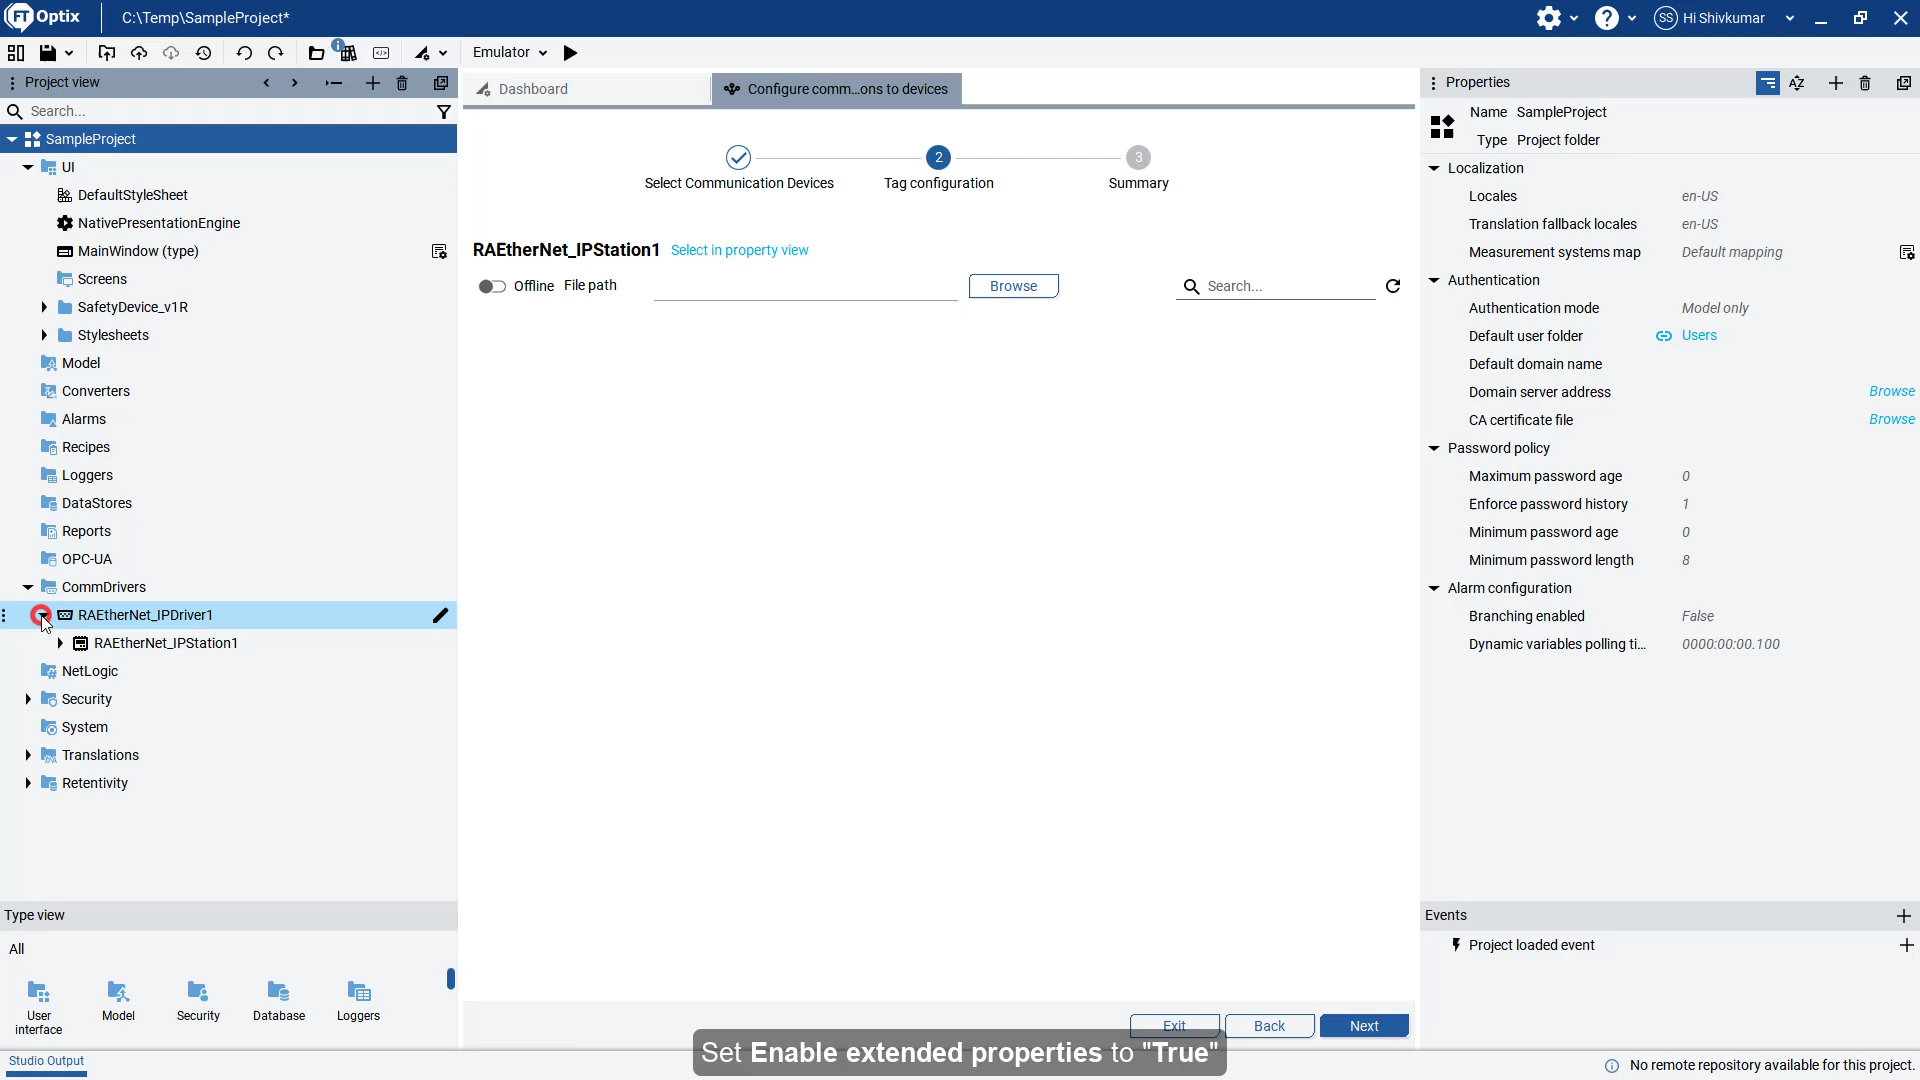 FT Optix
C:\Temp\SampleProject*
SS Hi Shivkumar
Emulator
Project view
Search...
SampleProject
UI
DefaultStyleSheet
NativePresentationEngine
MainWindow (type)
Screens
SafetyDevice_v1R
Stylesheets
Model
Converters
Alarms
Recipes
Loggers
DataStores
Reports
OPC-UA
CommDrivers
RAEtherNet_IPDriver1
RAEtherNet_IPStation1
NetLogic
Security
System
Translations
Retentivity
Type view
All
User interface
Model
Security
Database
Loggers
Studio Output
Dashboard
Configure comm...ons to devices
2
3
Select Communication Devices
Tag configuration
Summary
RAEtherNet_IPStation1 Select in property view
Offline File path
Browse
Search...
Exit
Back
Next
Set Enable extended properties to "True"
Properties
Name SampleProject
Type Project folder
Localization
Locales en-US
Translation fallback locales en-US
Measurement systems map Default mapping
Authentication
Authentication mode Model only
Default user folder Users
Default domain name
Domain server address Browse
CA certificate file Browse
Password policy
Maximum password age 0
Enforce password history 1
Minimum password age 0
Minimum password length 8
Alarm configuration
Branching enabled False
Dynamic variables polling ti... 0000:00:00.100
Events
Project loaded event
No remote repository available for this project.